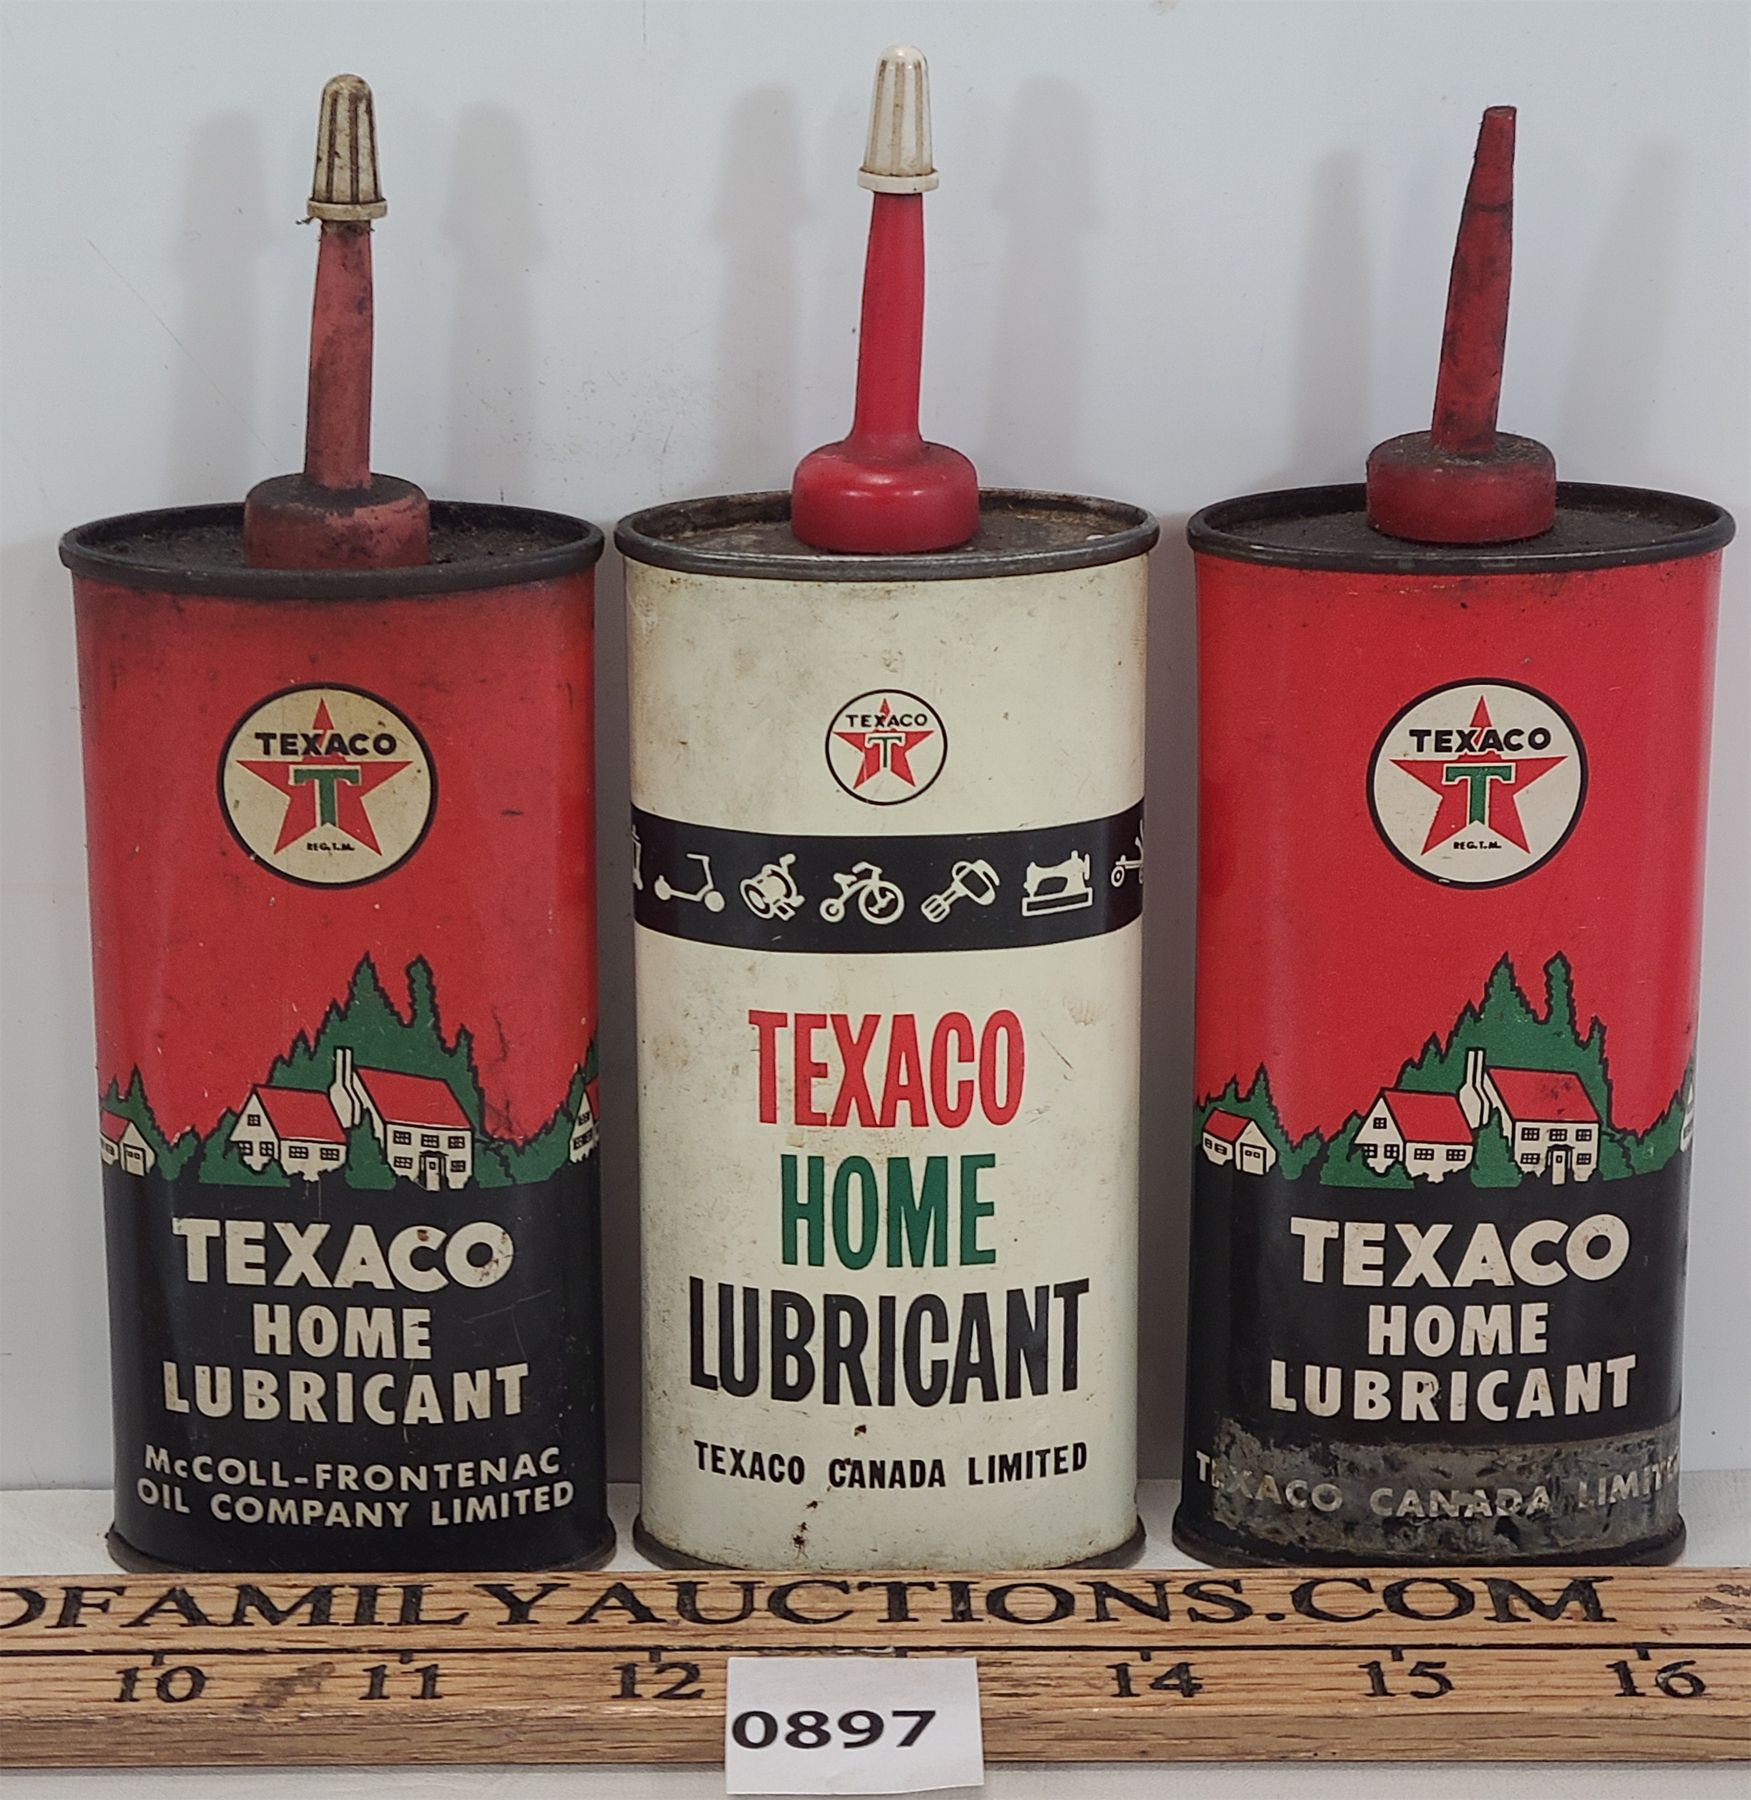 TEXACO
T
REG. T.M.
TEXACO
HOME
LUBRICANT
McCOLL-FRONTENAC
OIL COMPANY LIMITED
TEXACO
T
TEXACO
HOME
LUBRICANT
TEXACO CANADA LIMITED
TEXACO
T
REG. T.M.
TEXACO
HOME
LUBRICANT
TEXACO CANADA LIMITED
FAMILYAUCTIONS.COM
10 11 12 14 15 16
0897